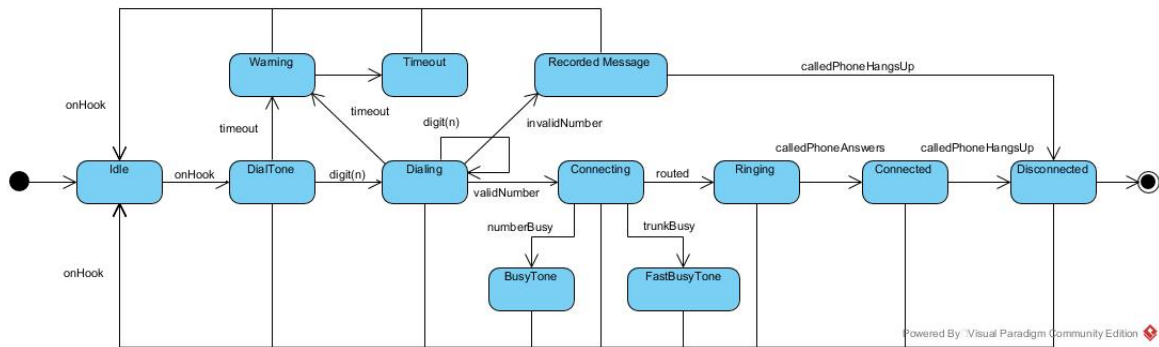 Warning
Timeout
Recorded Message
calledPhoneHangsUp
onHook
timeout
digit(n)
invalidNumber
timeout
calledPhoneAnswers
calledPhoneHangsUp
Idle
onHook
DialTone
digit(n)
Dialing
validNumber
Connecting
routed
Ringing
Connected
Disconnected
numberBusy
trunkBusy
onHook
BusyTone
FastBusyTone
Powered By Visual Paradigm Community Edition